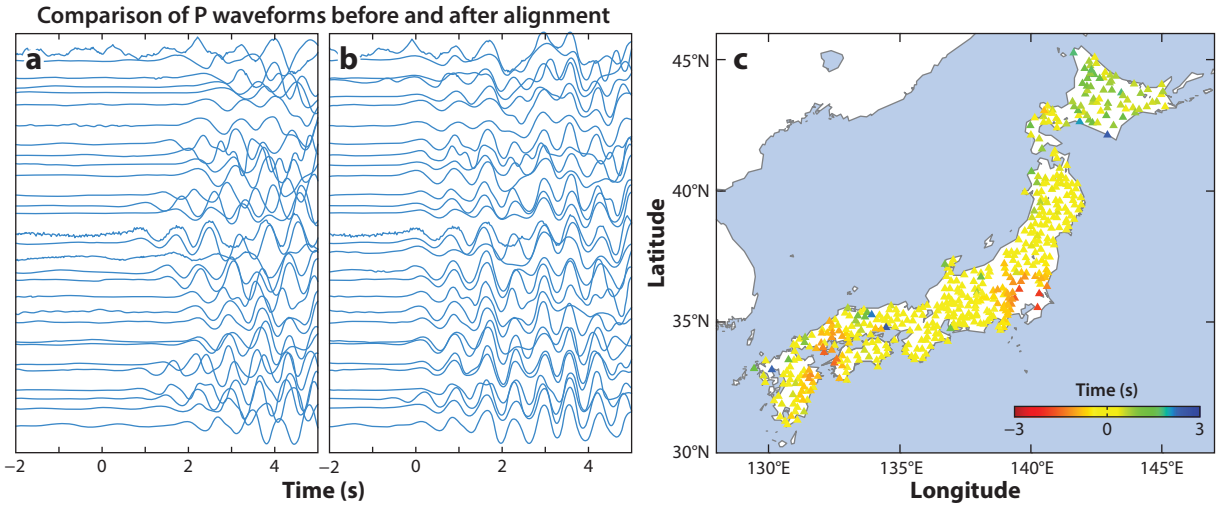 Comparison of P waveforms before and after alignment
a
b
c
−2 0 2 4
−2 0 2 4
Time (s)
45°N
40°N
35°N
30°N
Latitude
130°E 135°E 140°E 145°E
Longitude
Time (s)
−3 0 3